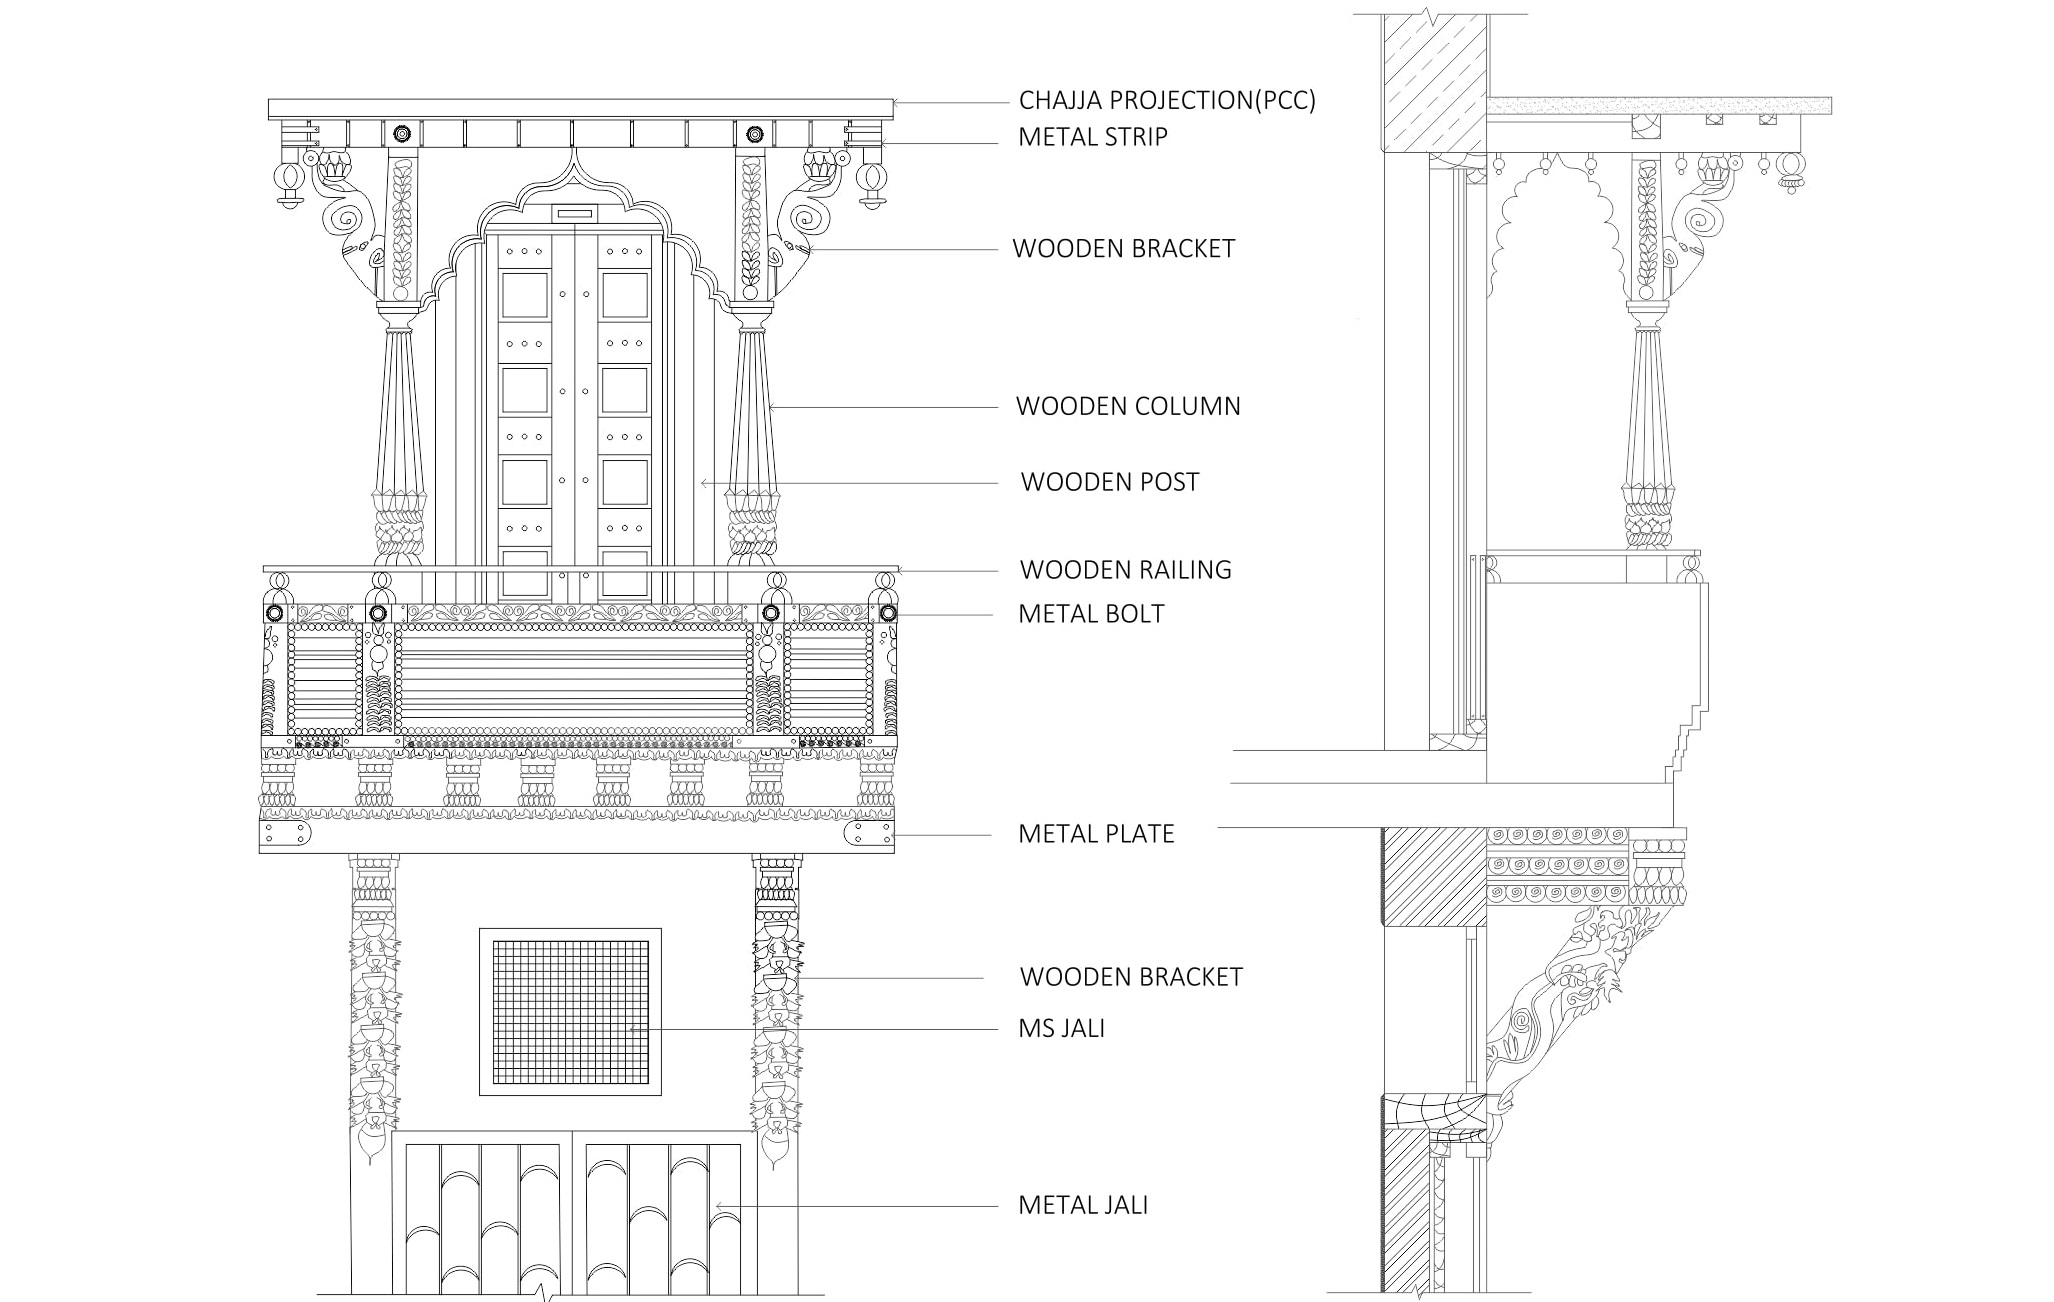 CHAJJA PROJECTION(PCC)
METAL STRIP
WOODEN BRACKET
WOODEN COLUMN
WOODEN POST
WOODEN RAILING
METAL BOLT
METAL PLATE
WOODEN BRACKET
MS JALI
METAL JALI